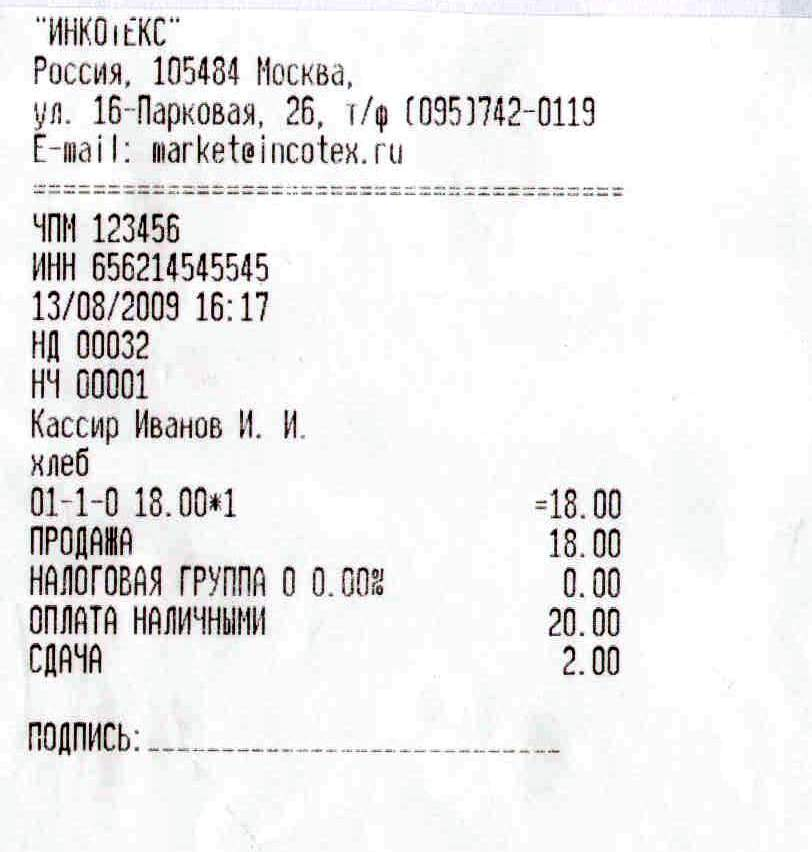 "ИНКОТЕКС"
Россия, 105484 Москва,
ул. 16-Парковая, 26, т/ф (095)742-0119
E-mail: market@incotex.ru
========================================
ЧПМ 123456
ИНН 656214545545
13/08/2009 16:17
НД 00032
НЧ 00001
Кассир Иванов И. И.
хлеб
01-1-0 18.00*1 =18.00
ПРОДАЖА 18.00
НАЛОГОВАЯ ГРУППА 0 0.00% 0.00
ОПЛАТА НАЛИЧНЫМИ 20.00
СДАЧА 2.00
ПОДПИСЬ:____________________________